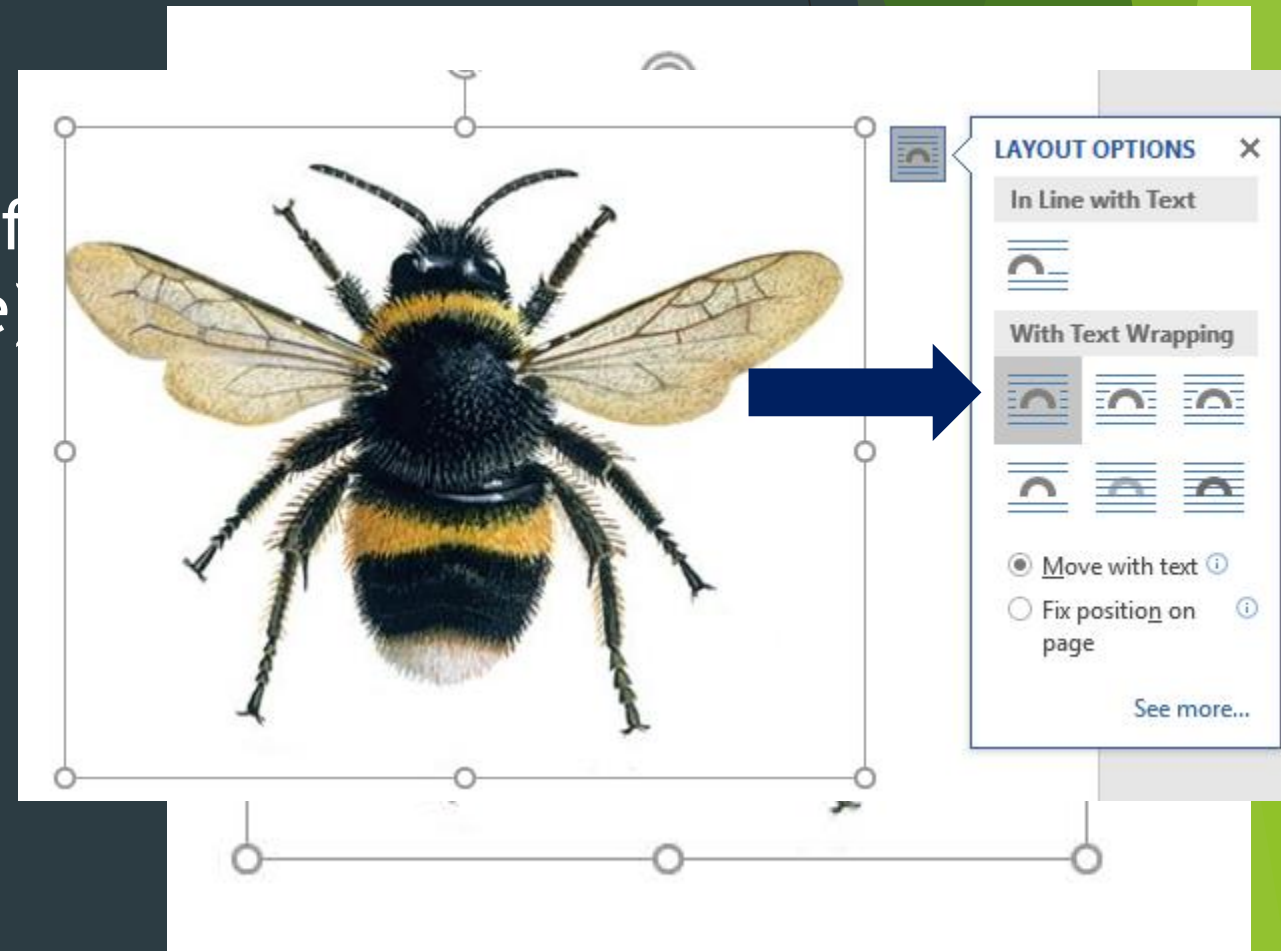 f
e)
LAYOUT OPTIONS
In Line with Text
With Text Wrapping
Move with text
Fix position on
page
See more...